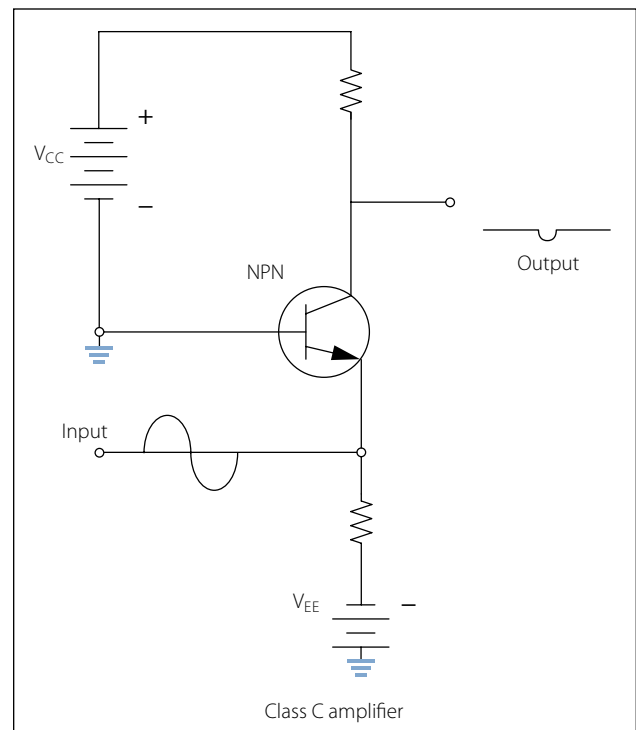 +
VCC
−
NPN
Output
Input
VEE
−
Class C amplifier